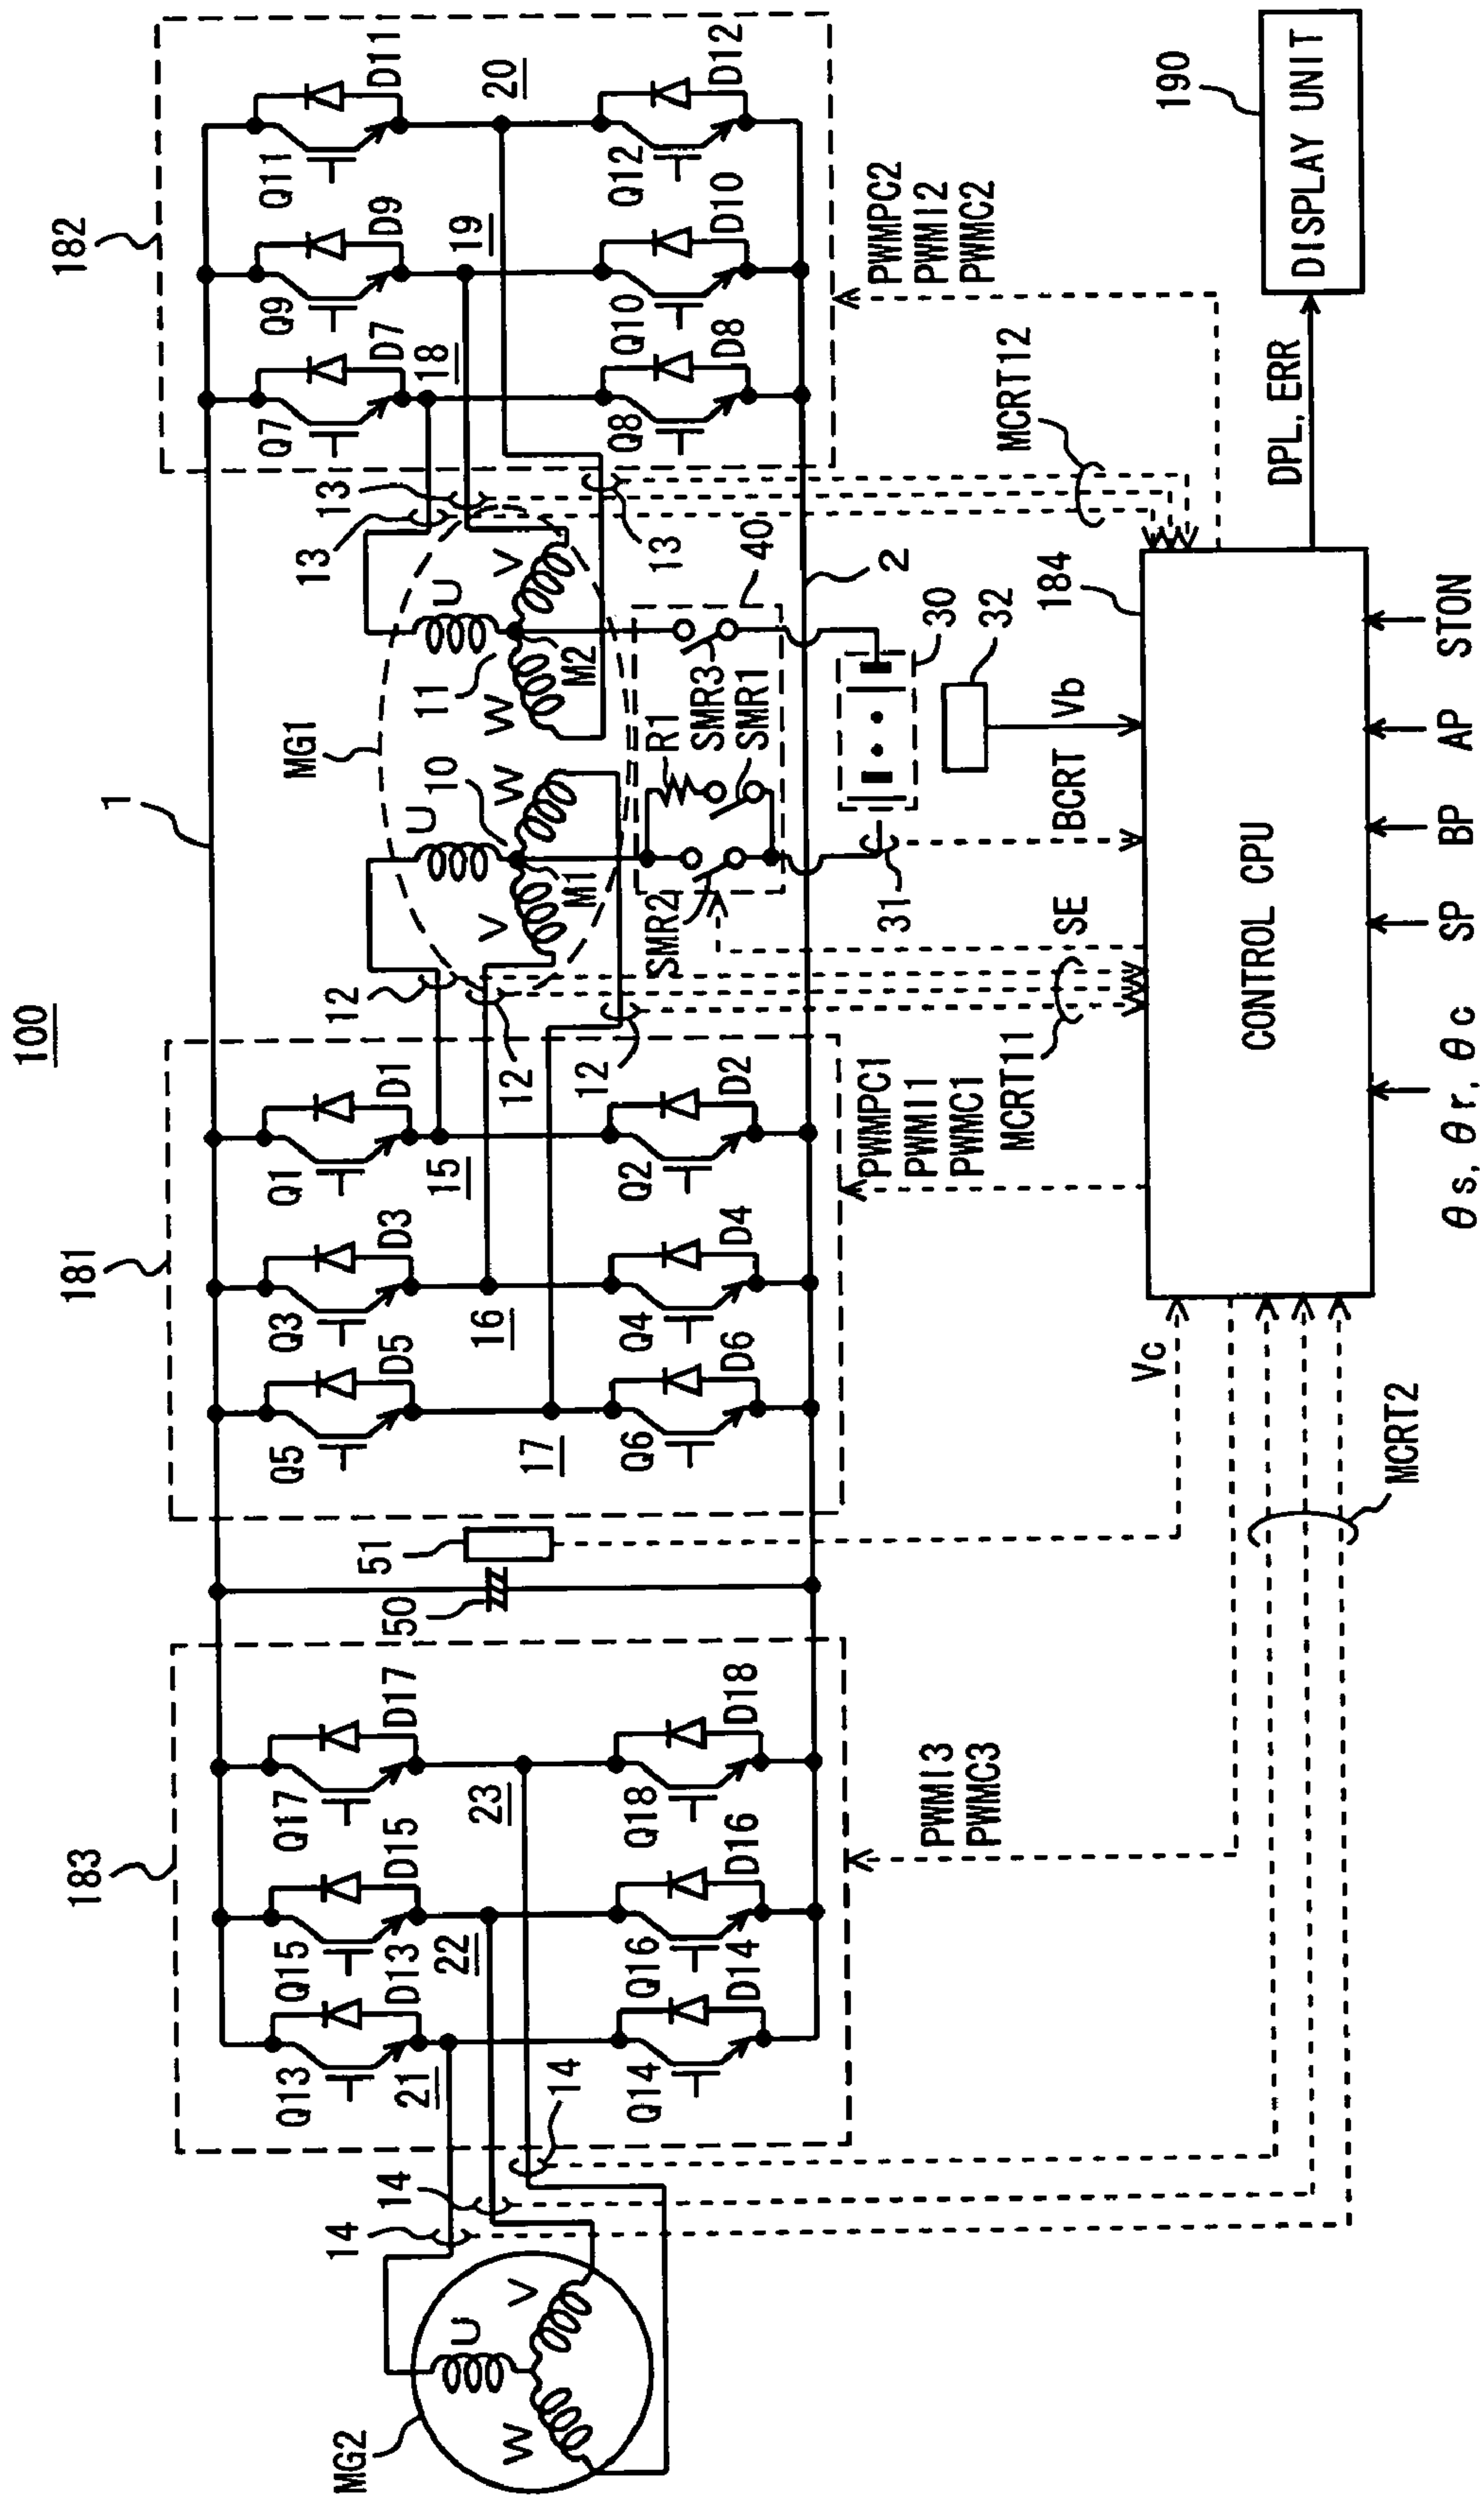 100
MG2
W
U
V
14
14
14
183
Q13
D13
Q15
D15
Q17
D17
21
22
23
Q14
D14
Q16
D16
Q18
D18
PWMI3
PWMC3
50
51
181
Q5
D5
Q3
D3
Q1
D1
17
16
15
Q6
D6
Q4
D4
Q2
D2
PWMPC1
PWMI1
PWMC1
MCRT11
1
MG1
12
12
12
U
V
W
10
M1
U
V
W
11
M2
13
13
13
R1
SMR2
SMR3
SMR1
40
2
31
30
32
SE
BCRT
Vb
182
Q7
D7
Q9
D9
Q11
D11
18
19
20
Q8
D8
Q10
D10
Q12
D12
PWMPC2
PWMI2
PWMC2
MCRT12
Vc
MCRT2
184
CONTROL CPU
DPL, ERR
190
DISPLAY UNIT
θs, θr, θc
SP
BP
AP
STON